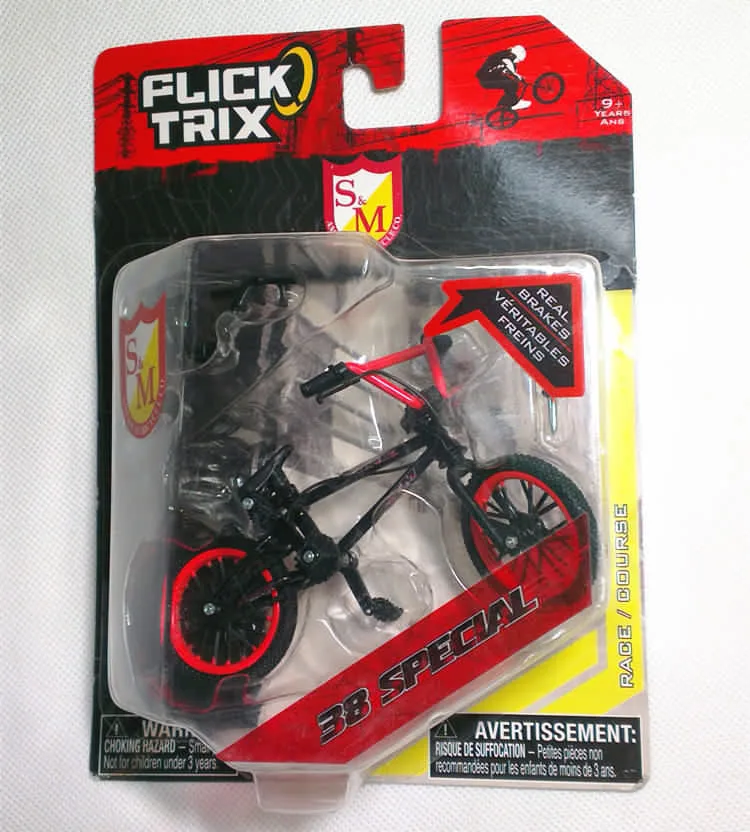 FLICK
TRIX
9+
YEARS
ANS
S&M
REAL
BRAKES
VÉRITABLES
FREINS
S&M
RACE / COURSE
38 SPECIAL
CHOKING HAZARD –
Not for children under 3 years.
AVERTISSEMENT:
RISQUE DE SUFFOCATION – Petites pièces non
recommandées pour les enfants de moins de 3 ans.